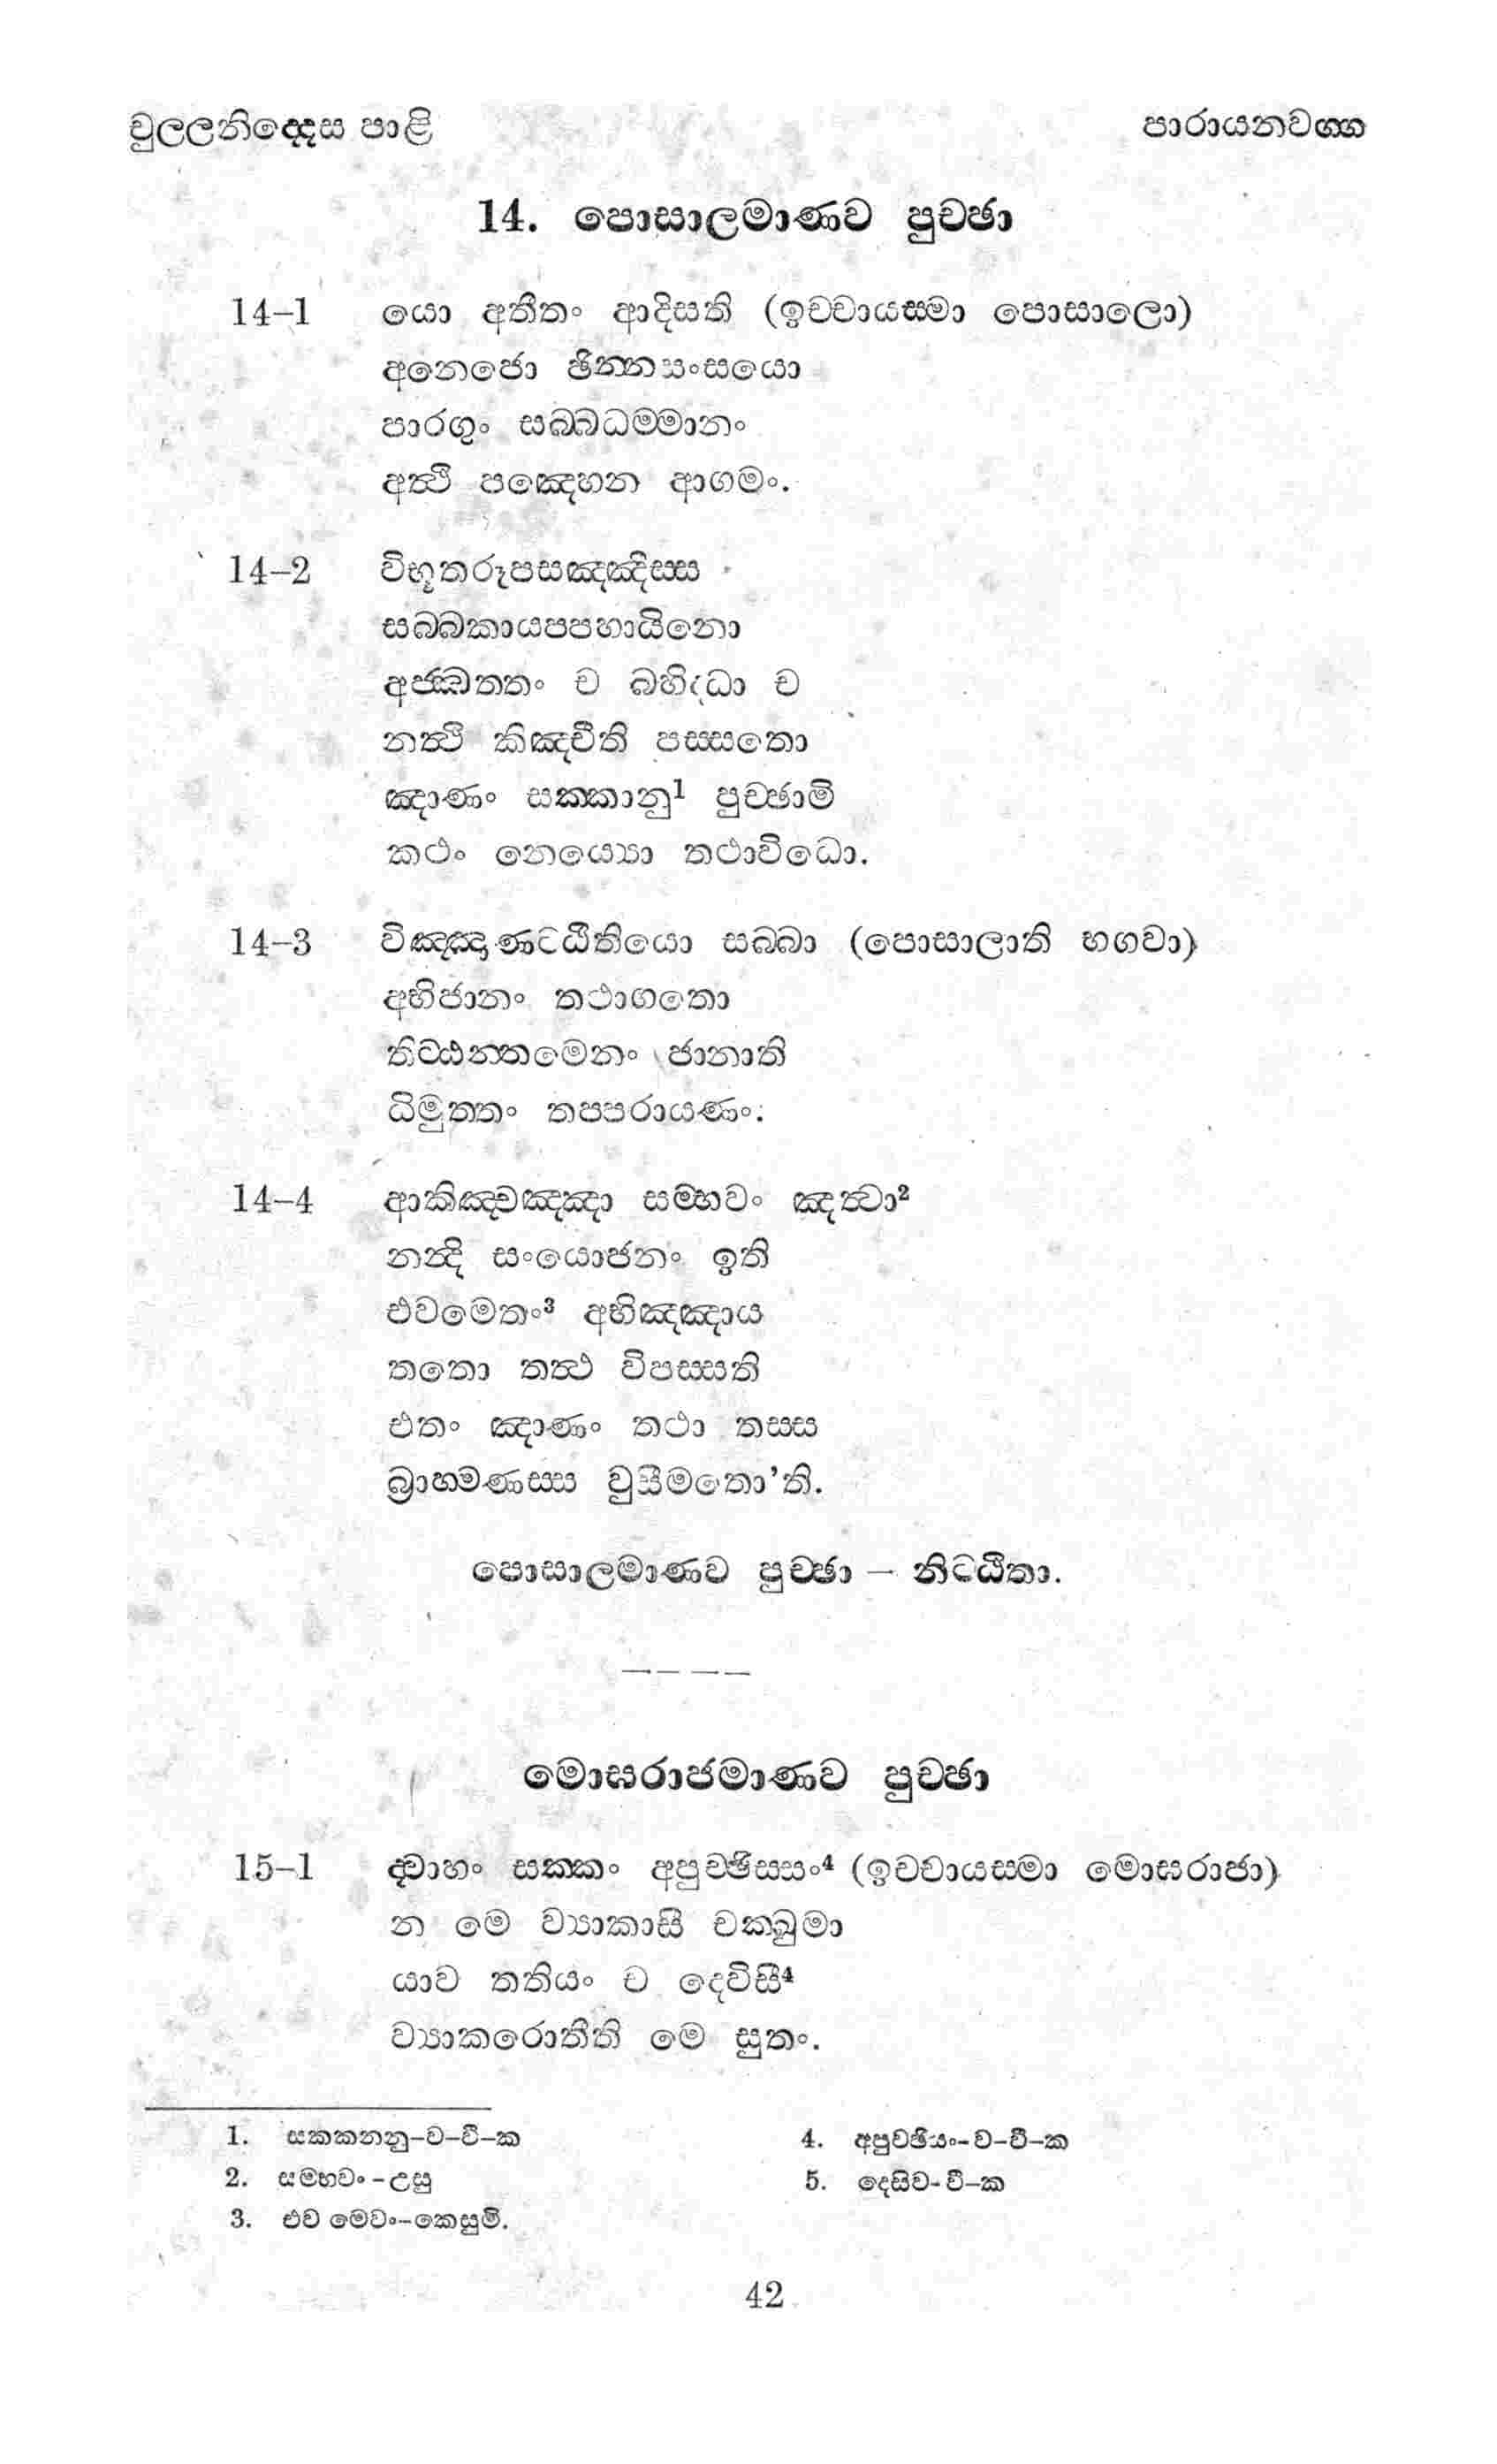 චුල්ලනිද්දෙස පාළි
පාරායනවග්ග
14. පොසාලමාණව පුච්ඡා
14–1 යො අතීතං ආදිසති (ඉච්චායස්මා පොසාලො)
අනෙජො ඡින්නසංසයො
පාරගුං සබ්බධම්මානං
අත්ථි පඤ්හෙන ආගමං.
14–2 විභූතරූපසඤ්ඤිස්ස
සබ්බකායප්පහායිනො
අජ්ඣත්තං ච බහිද්ධා ච
නත්ථි කිඤ්චීති පස්සතො
ඤාණං සක්කානු¹ පුච්ඡාමි
කථං නෙය්‍යො තථාවිධො.
14–3 විඤ්ඤාණට්ඨිතියො සබ්බා (පොසාලාති භගවා)
අභිජානං තථාගතො
තිට්ඨන්තමෙනං ජානාති
ධිමුත්තං තප්පරායණං.
14–4 ආකිඤ්චඤ්ඤා සම්භවං ඤත්වා²
නන්දි සංයොජනං ඉති
එවමෙතං³ අභිඤ්ඤාය
තතො තත්ථ විපස්සති
එතං ඤාණං තථා තස්ස
බ්‍රාහ්මණස්ස වුසීමතො’ති.
පොසාලමාණව පුච්ඡා – නිට්ඨිතා.
මොඝරාජමාණව පුච්ඡා
15–1 ද්වාහං සක්කං අපුච්ඡිස්සං⁴ (ඉච්චායස්මා මොඝරාජා)
න මෙ ව්‍යාකාසි චක්ඛුමා
යාව තතියං ච දෙවිසි⁴
ව්‍යාකරොතීති මෙ සුතං.
1. සක්කනනු–ව–වි–ක
2. සම්භවං – උසු
3. එව මෙවං–කෙසුමි.
4. අපුච්ඡියං–ව–වි–ක
5. දෙසිව–වි–ක
42